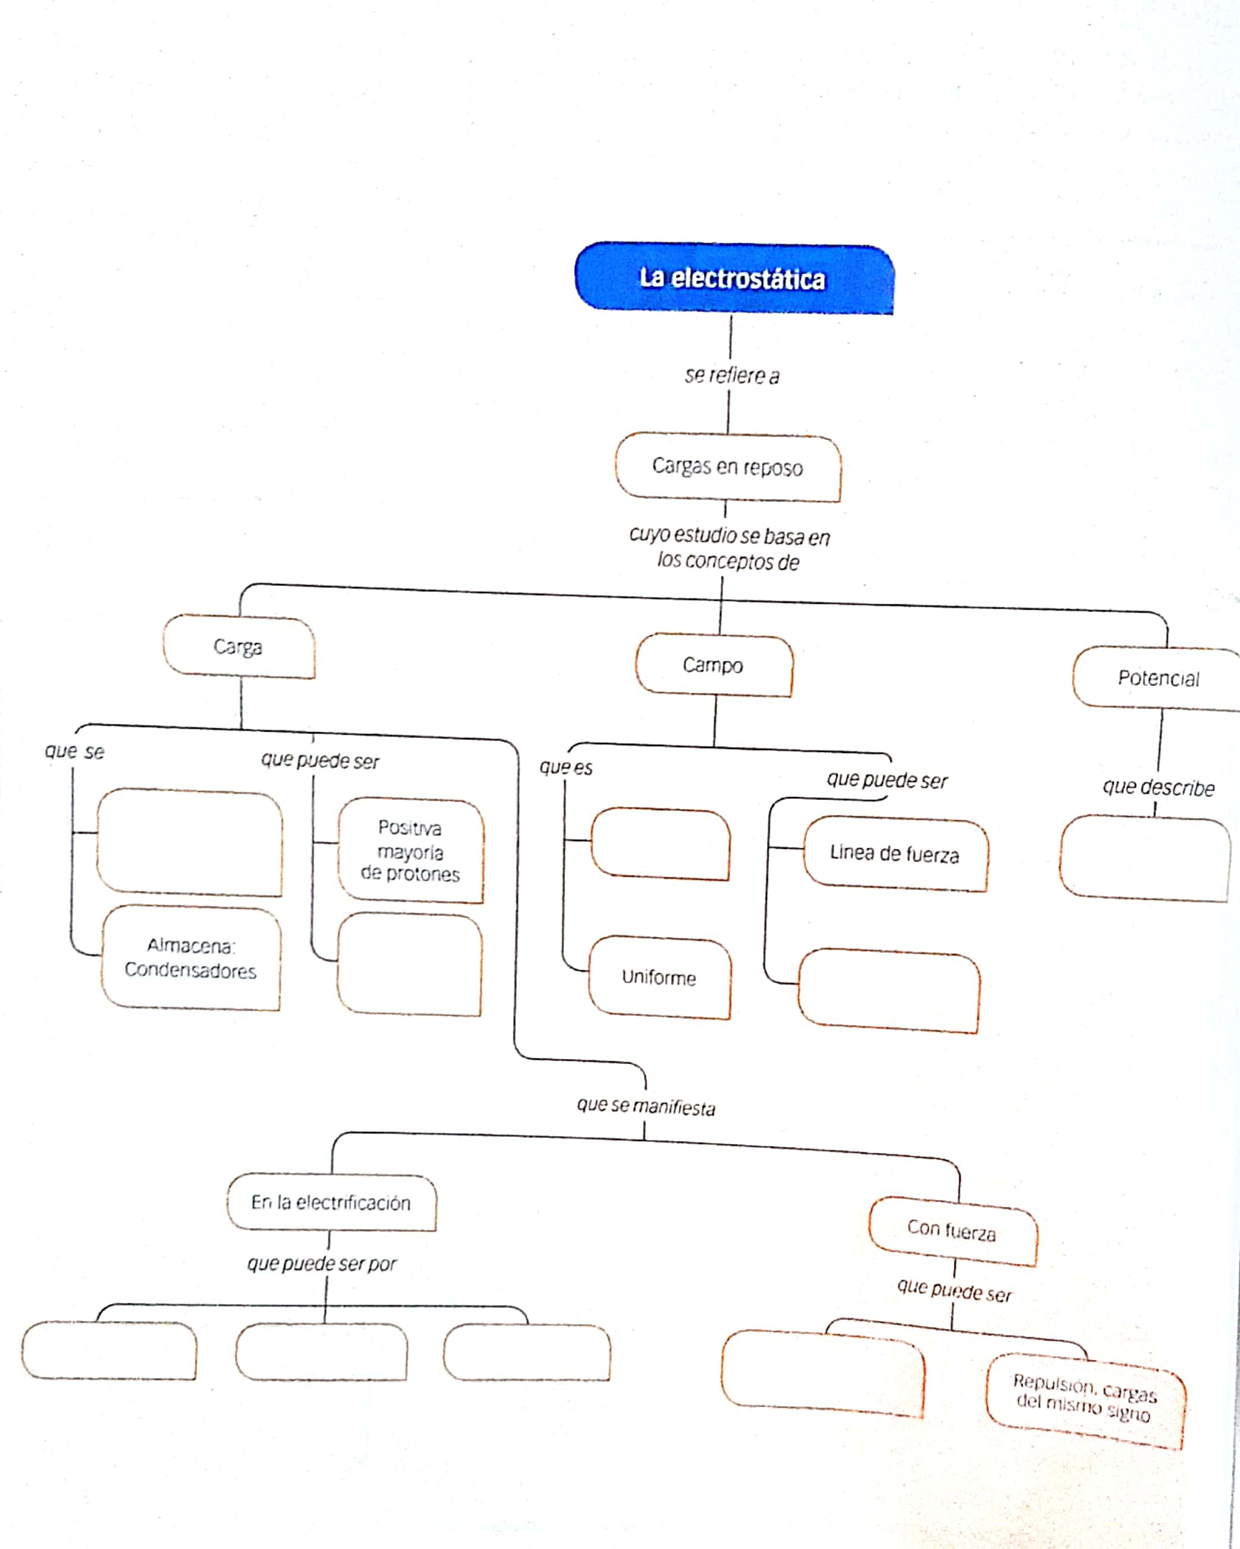 La electrostática
se refiere a
Cargas en reposo
cuyo estudio se basa en
los conceptos de
Carga
Campo
Potencial
que se
que puede ser
que es
que puede ser
que describe
Positiva
mayoría
de protones
Línea de fuerza
Almacena:
Condensadores
Uniforme
que se manifiesta
En la electrificación
Con fuerza
que puede ser por
que puede ser
Repulsión, cargas
del mismo signo